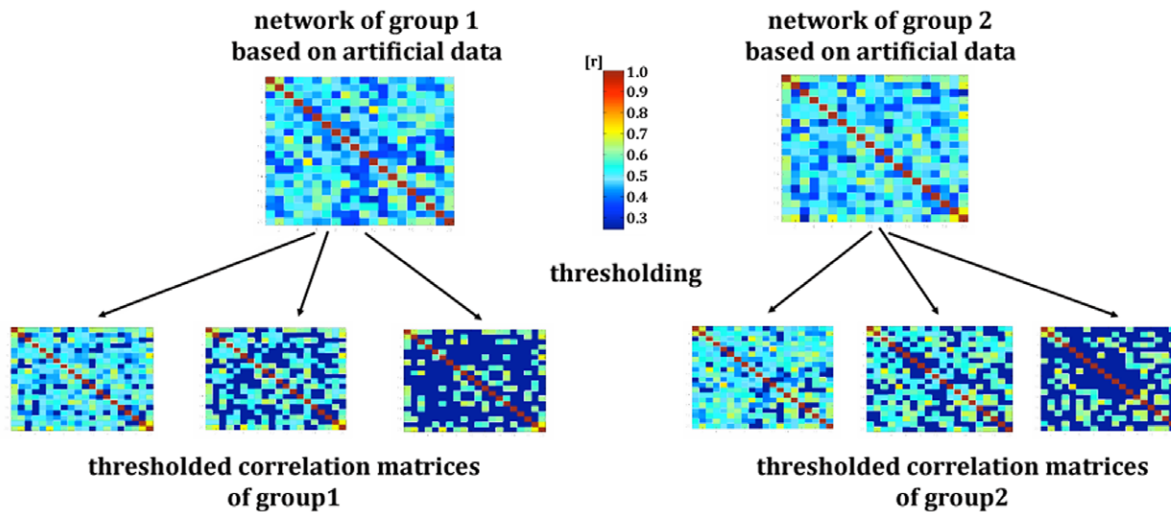 network of group 1
based on artificial data
network of group 2
based on artificial data
[r]
1.0
0.9
0.8
0.7
0.6
0.5
0.4
0.3
thresholding
thresholded correlation matrices
of group1
thresholded correlation matrices
of group2